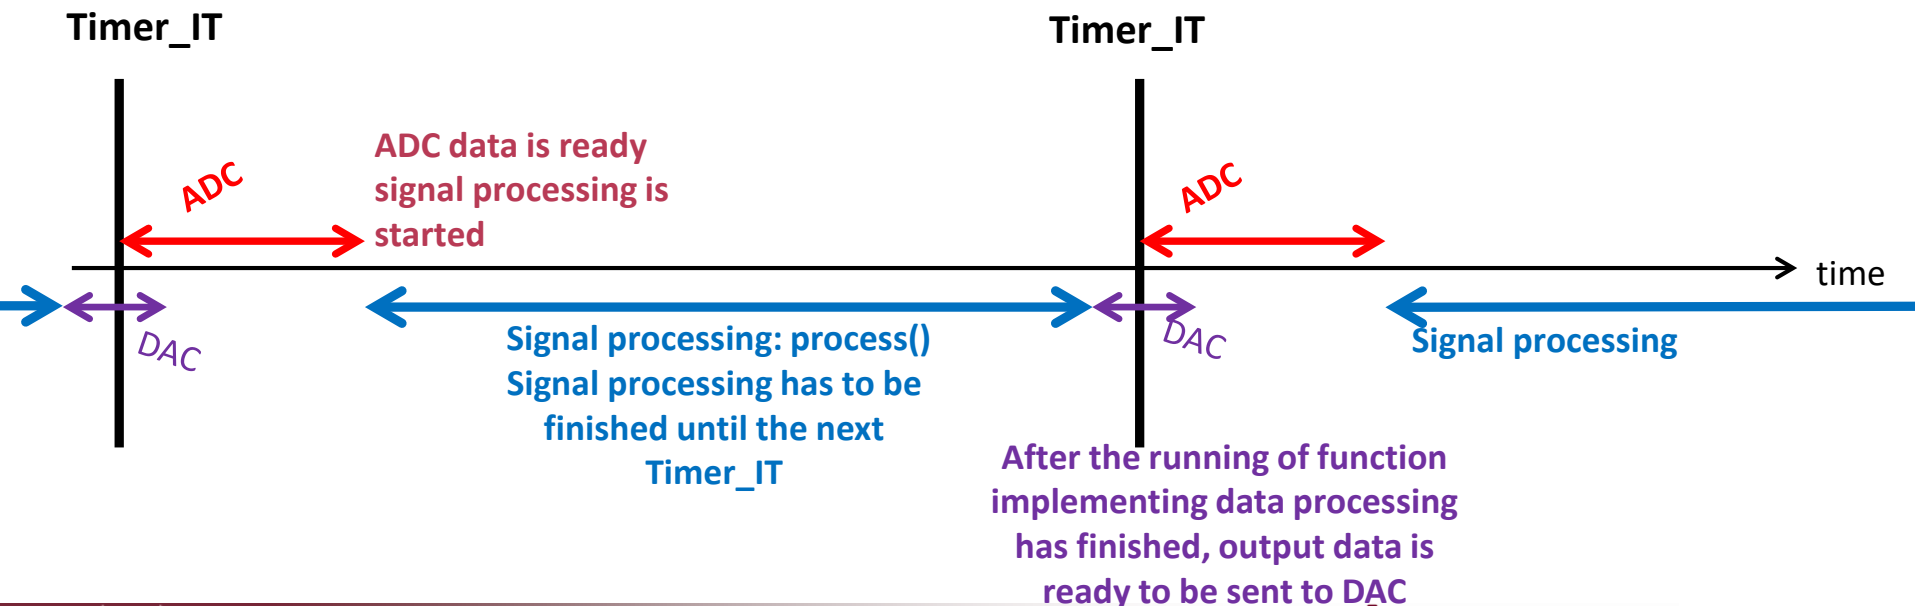 Timer_IT
Timer_IT
ADC
ADC data is ready
signal processing is
started
ADC
time
DAC
Signal processing: process()
Signal processing has to be
finished until the next
Timer_IT
DAC
Signal processing
After the running of function
implementing data processing
has finished, output data is
ready to be sent to DAC